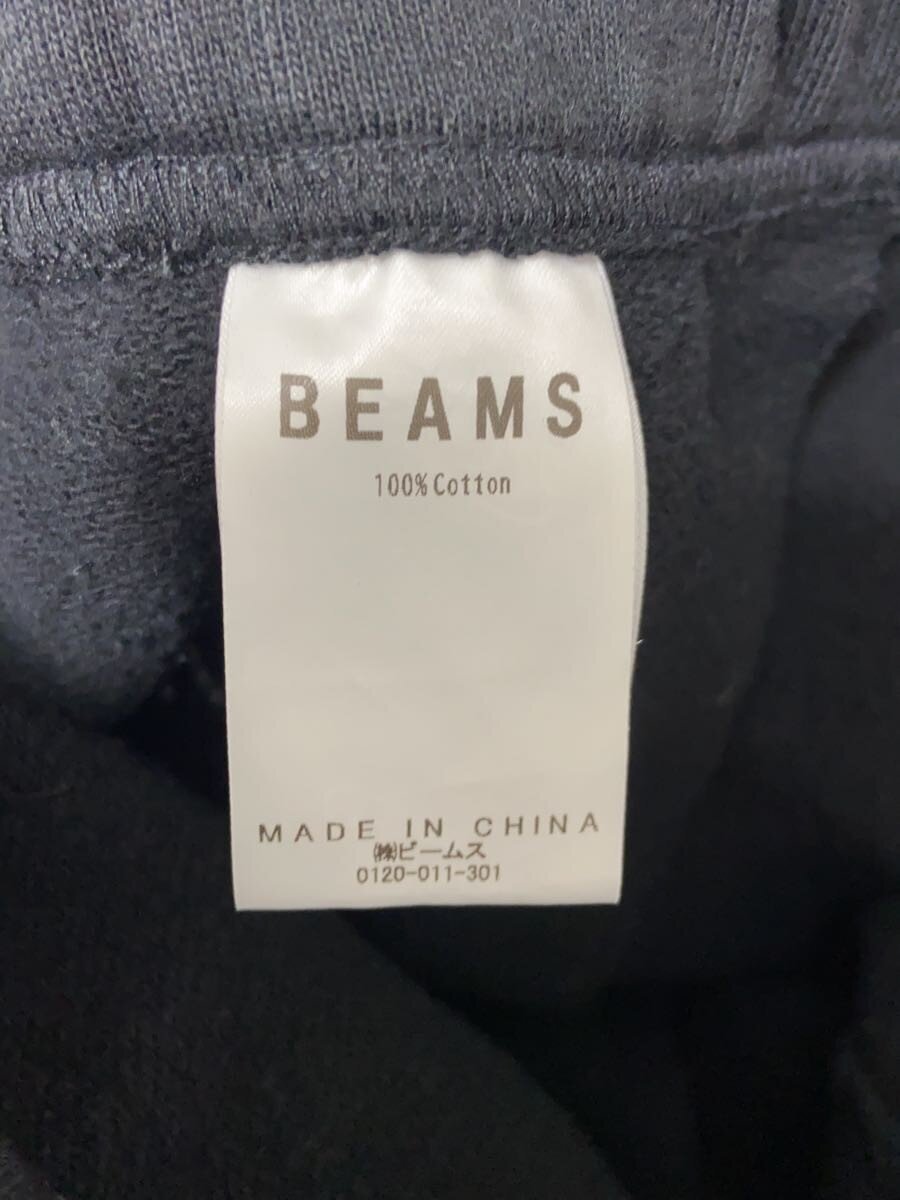 BEAMS
100%Cotton
MADE IN CHINA
㈱ビームス
0120-011-301